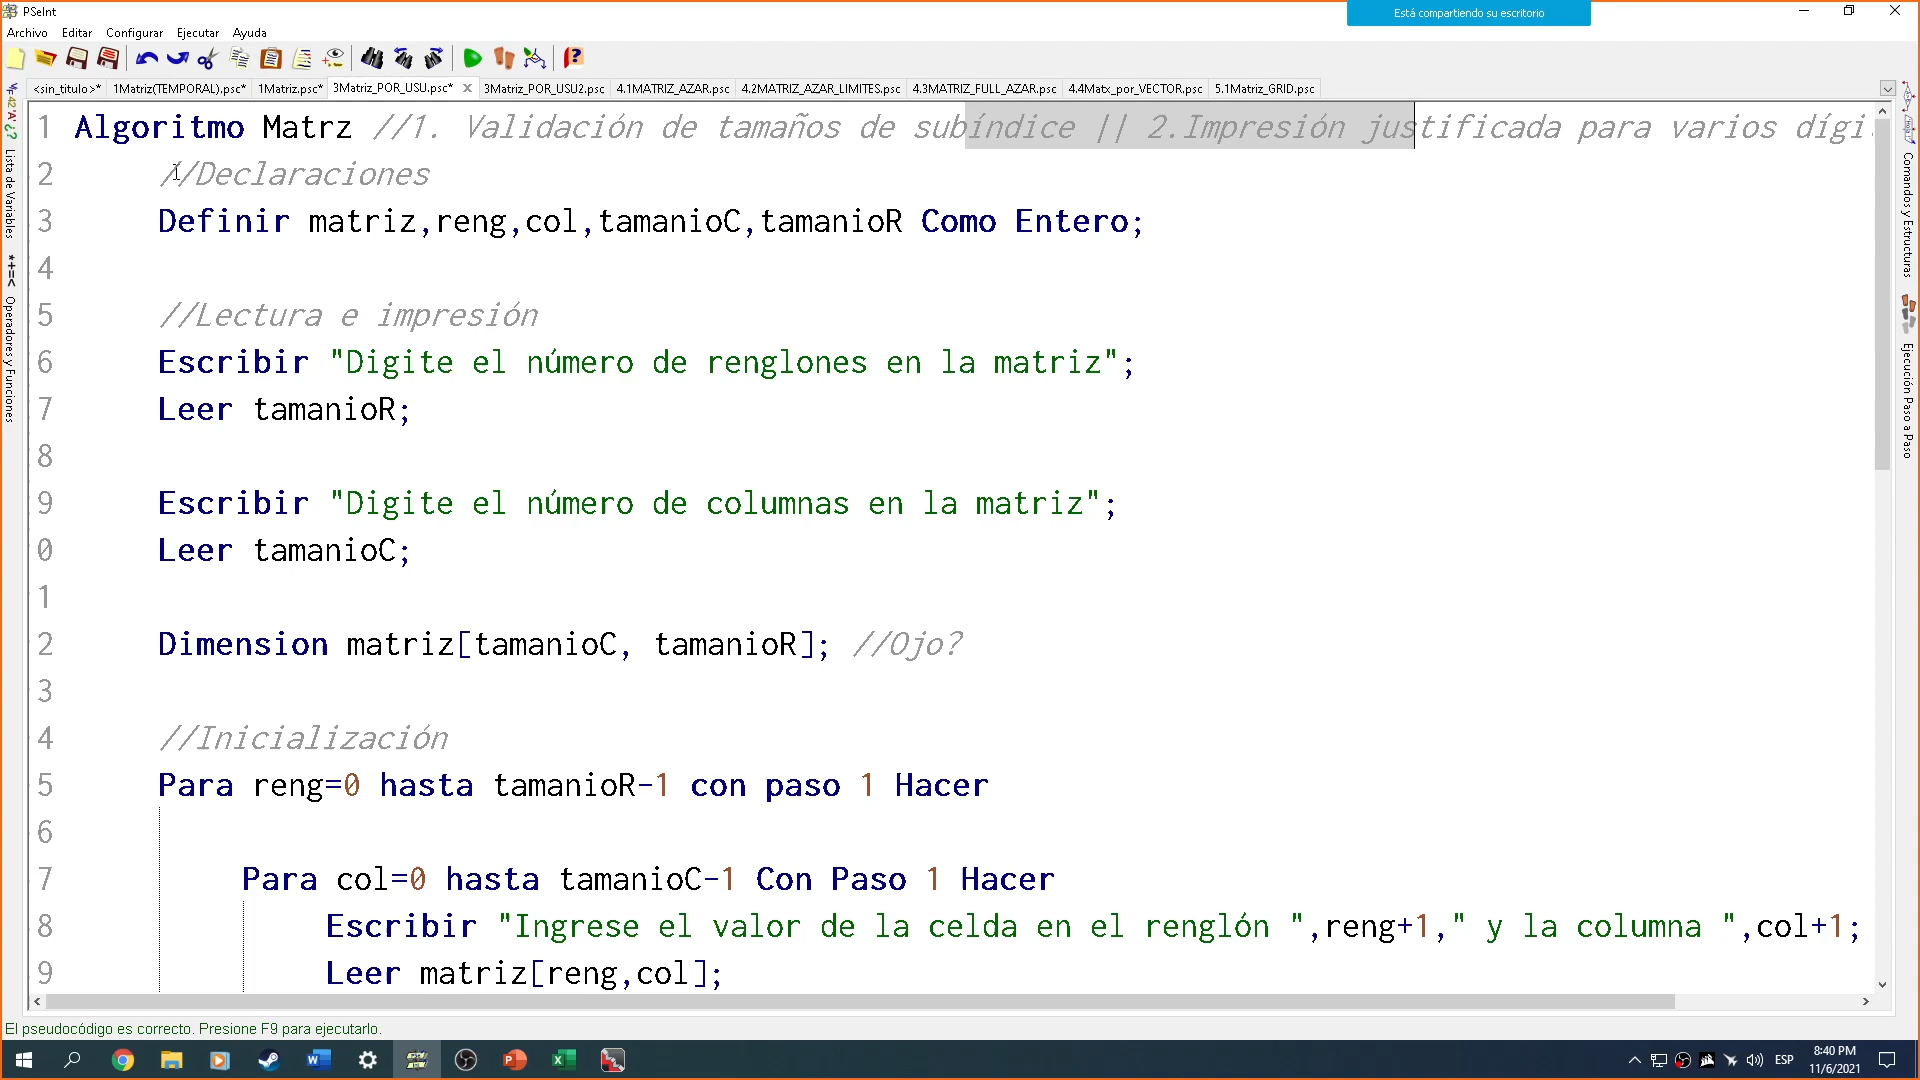 PSeInt
Está compartiendo su escritorio
Archivo Editar Configurar Ejecutar Ayuda
<sin_titulo>* 1Matriz(TEMPORAL).psc* 1Matriz.psc* 3Matriz_POR_USU.psc* 3Matriz_POR_USU2.psc 4.1MATRIZ_AZAR.psc 4.2MATRIZ_AZAR_LIMITES.psc 4.3MATRIZ_FULL_AZAR.psc 4.4Matx_por_VECTOR.psc 5.1Matriz_GRID.psc
Lista de Variables
Operadores y Funciones
1 Algoritmo Matrz //1. Validación de tamaños de subíndice || 2.Impresión justificada para varios dígi
2 //Declaraciones
3 Definir matriz,reng,col,tamanioC,tamanioR Como Entero;
4
5 //Lectura e impresión
6 Escribir "Digite el número de renglones en la matriz";
7 Leer tamanioR;
8
9 Escribir "Digite el número de columnas en la matriz";
0 Leer tamanioC;
1
2 Dimension matriz[tamanioC, tamanioR]; //Ojo?
3
4 //Inicialización
5 Para reng=0 hasta tamanioR-1 con paso 1 Hacer
6
7 Para col=0 hasta tamanioC-1 Con Paso 1 Hacer
8 Escribir "Ingrese el valor de la celda en el renglón ",reng+1," y la columna ",col+1;
9 Leer matriz[reng,col];
Comandos y Estructuras
Ejecución Paso a Paso
El pseudocódigo es correcto. Presione F9 para ejecutarlo.
ESP
8:40 PM
11/6/2021